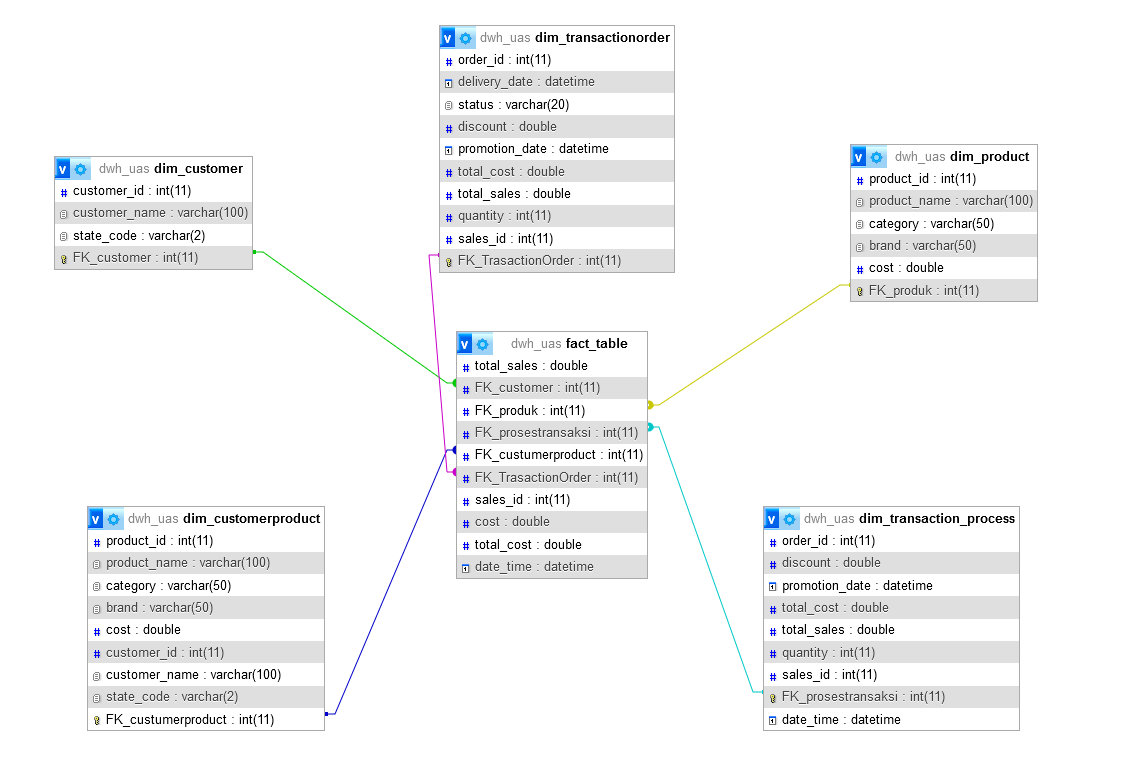 v dwh_uas dim_transactionorder
# order_id : int(11)
delivery_date : datetime
status : varchar(20)
# discount : double
promotion_date : datetime
# total_cost : double
# total_sales : double
# quantity : int(11)
# sales_id : int(11)
FK_TrasactionOrder : int(11)
v dwh_uas dim_customer
# customer_id : int(11)
customer_name : varchar(100)
state_code : varchar(2)
FK_customer : int(11)
v dwh_uas dim_product
# product_id : int(11)
product_name : varchar(100)
category : varchar(50)
brand : varchar(50)
# cost : double
FK_produk : int(11)
v dwh_uas fact_table
# total_sales : double
# FK_customer : int(11)
# FK_produk : int(11)
# FK_prosestransaksi : int(11)
# FK_custumerproduct : int(11)
# FK_TrasactionOrder : int(11)
# sales_id : int(11)
# cost : double
# total_cost : double
date_time : datetime
v dwh_uas dim_customerproduct
# product_id : int(11)
product_name : varchar(100)
category : varchar(50)
brand : varchar(50)
# cost : double
# customer_id : int(11)
customer_name : varchar(100)
state_code : varchar(2)
FK_custumerproduct : int(11)
v dwh_uas dim_transaction_process
# order_id : int(11)
# discount : double
promotion_date : datetime
# total_cost : double
# total_sales : double
# quantity : int(11)
# sales_id : int(11)
FK_prosestransaksi : int(11)
date_time : datetime